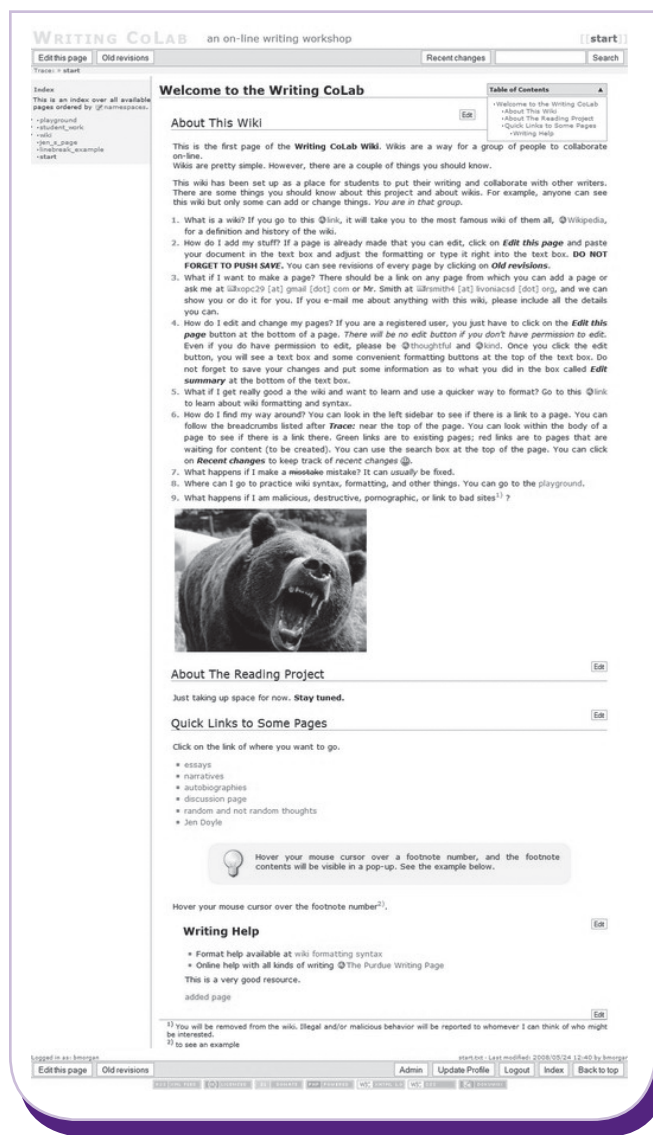 WRITING COLAB an on-line writing workshop [[start]]
Edit this page Old revisions Recent changes Search
Trace: » start
Index
This is an index over all available
pages ordered by namespaces.
playground
student_work
wiki
jen_s_page
linebreak_example
start
Welcome to the Writing CoLab
Table of Contents
Welcome to the Writing CoLab
About This Wiki
About The Reading Project
Quick Links to Some Pages
Writing Help
Edit
About This Wiki
This is the first page of the Writing CoLab Wiki. Wikis are a way for a group of people to collaborate
on-line.
Wikis are pretty simple. However, there are a couple of things you should know.
This wiki has been set up as a place for students to put their writing and collaborate with other writers.
There are some things you should know about this project and about wikis. For example, anyone can see
this wiki but only some can add or change things. You are in that group.
1. What is a wiki? If you go to this link, it will take you to the most famous wiki of them all, Wikipedia,
for a definition and history of the wiki.
2. How do I add my stuff? If a page is already made that you can edit, click on Edit this page and paste
your document in the text box and adjust the formatting or type it right into the text box. DO NOT
FORGET TO PUSH SAVE. You can see revisions of every page by clicking on Old revisions.
3. What if I want to make a page? There should be a link on any page from which you can add a page or
ask me at xopc29 [at] gmail [dot] com or Mr. Smith at rsmith4 [at] livoniacsd [dot] org, and we can
show you or do it for you. If you e-mail me about anything with this wiki, please include all the details
you can.
4. How do I edit and change my pages? If you are a registered user, you just have to click on the Edit this
page button at the bottom of a page. There will be no edit button if you don't have permission to edit.
Even if you do have permission to edit, please be thoughtful and kind. Once you click the edit
button, you will see a text box and some convenient formatting buttons at the top of the text box. Do
not forget to save your changes and put some information as to what you did in the box called Edit
summary at the bottom of the text box.
5. What if I get really good a the wiki and want to learn and use a quicker way to format? Go to this link
to learn about wiki formatting and syntax.
6. How do I find my way around? You can look in the left sidebar to see if there is a link to a page. You can
follow the breadcrumbs listed after Trace: near the top of the page. You can look within the body of a
page to see if there is a link there. Green links are to existing pages; red links are to pages that are
waiting for content (to be created). You can use the search box at the top of the page. You can click
on Recent changes to keep track of recent changes.
7. What happens if I make a misstake mistake? It can usually be fixed.
8. Where can I go to practice wiki syntax, formatting, and other things. You can go to the playground.
9. What happens if I am malicious, destructive, pornographic, or link to bad sites1) ?
Edit
About The Reading Project
Just taking up space for now. Stay tuned.
Edit
Quick Links to Some Pages
Click on the link of where you want to go.
essays
narratives
autobiographies
discussion page
random and not random thoughts
Jen Doyle
Hover your mouse cursor over a footnote number, and the footnote
contents will be visible in a pop-up. See the example below.
Hover your mouse cursor over the footnote number2).
Edit
Writing Help
Format help available at wiki formatting syntax
Online help with all kinds of writing The Purdue Writing Page
This is a very good resource.
added page
Edit
1) You will be removed from the wiki. Illegal and/or malicious behavior will be reported to whomever I can think of who might
be interested.
2) to see an example
Logged in as: bmorgan start.txt · Last modified: 2008/05/24 12:40 by bmorgan
Edit this page Old revisions Admin Update Profile Logout Index Back to top